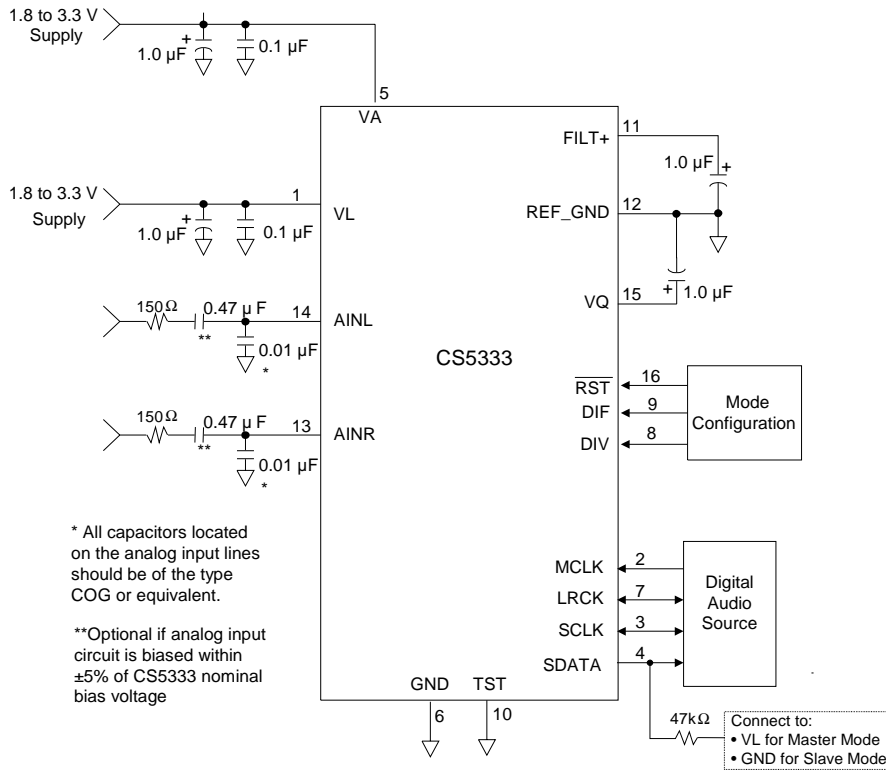 1.8 to 3.3 V
Supply
+
1.0 µF
0.1 µF
5
VA
11
FILT+
1.0 µF
+
1.8 to 3.3 V
Supply
+
1.0 µF
0.1 µF
1
VL
12
REF_GND
15
VQ
+
1.0 µF
150Ω
0.47 µ F
**
14
AINL
0.01 µF
*
CS5333
150Ω
0.47 µ F
**
13
AINR
0.01 µF
*
RST
16
DIF
9
DIV
8
Mode
Configuration
* All capacitors located
on the analog input lines
should be of the type
COG or equivalent.
**Optional if analog input
circuit is biased within
±5% of CS5333 nominal
bias voltage
MCLK
2
LRCK
7
SCLK
3
SDATA
4
Digital
Audio
Source
GND
TST
6
10
47kΩ
Connect to:
• VL for Master Mode
• GND for Slave Mode